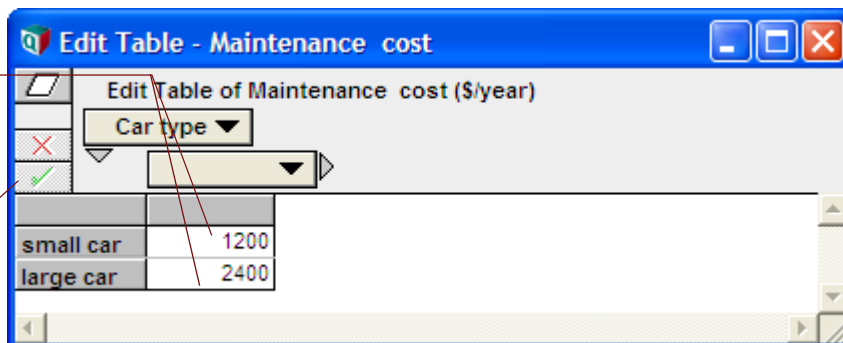 Edit Table - Maintenance cost
Edit Table of Maintenance cost ($/year)
Car type
small car 1200
large car 2400